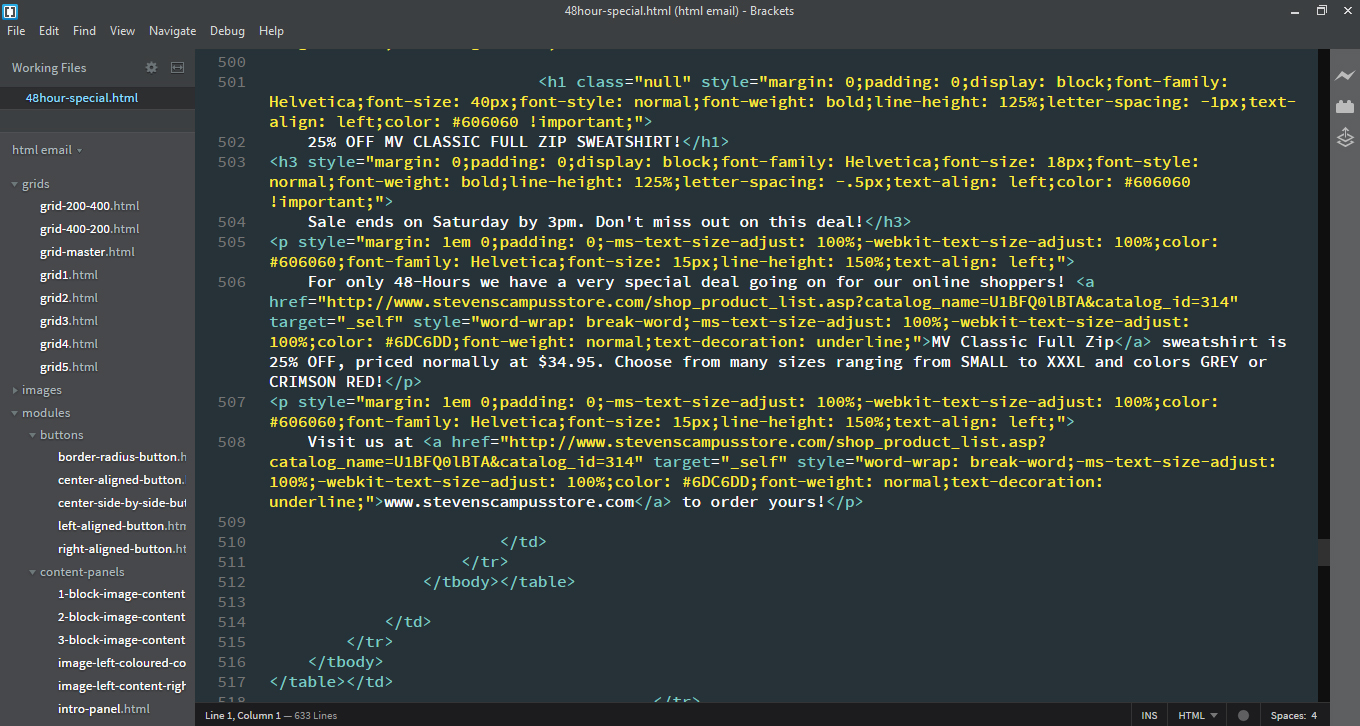 48hour-special.html (html email) - Brackets
File Edit Find View Navigate Debug Help
Working Files
48hour-special.html
html email
grids
grid-200-400.html
grid-400-200.html
grid-master.html
grid1.html
grid2.html
grid3.html
grid4.html
grid5.html
images
modules
buttons
border-radius-button.h
center-aligned-button.
center-side-by-side-but
left-aligned-button.htm
right-aligned-button.ht
content-panels
1-block-image-content
2-block-image-content
3-block-image-content
image-left-coloured-co
image-left-content-righ
intro-panel.html
500
501 <h1 class="null" style="margin: 0;padding: 0;display: block;font-family:
Helvetica;font-size: 40px;font-style: normal;font-weight: bold;line-height: 125%;letter-spacing: -1px;text-
align: left;color: #606060 !important;">
502 25% OFF MV CLASSIC FULL ZIP SWEATSHIRT!</h1>
503 <h3 style="margin: 0;padding: 0;display: block;font-family: Helvetica;font-size: 18px;font-style:
normal;font-weight: bold;line-height: 125%;letter-spacing: -.5px;text-align: left;color: #606060
!important;">
504 Sale ends on Saturday by 3pm. Don't miss out on this deal!</h3>
505 <p style="margin: 1em 0;padding: 0;-ms-text-size-adjust: 100%;-webkit-text-size-adjust: 100%;color:
#606060;font-family: Helvetica;font-size: 15px;line-height: 150%;text-align: left;">
506 For only 48-Hours we have a very special deal going on for our online shoppers! <a
href="http://www.stevenscampusstore.com/shop_product_list.asp?catalog_name=U1BFQ0lBTA&catalog_id=314"
target="_self" style="word-wrap: break-word;-ms-text-size-adjust: 100%;-webkit-text-size-adjust:
100%;color: #6DC6DD;font-weight: normal;text-decoration: underline;">MV Classic Full Zip</a> sweatshirt is
25% OFF, priced normally at $34.95. Choose from many sizes ranging from SMALL to XXXL and colors GREY or
CRIMSON RED!</p>
507 <p style="margin: 1em 0;padding: 0;-ms-text-size-adjust: 100%;-webkit-text-size-adjust: 100%;color:
#606060;font-family: Helvetica;font-size: 15px;line-height: 150%;text-align: left;">
508 Visit us at <a href="http://www.stevenscampusstore.com/shop_product_list.asp?
catalog_name=U1BFQ0lBTA&catalog_id=314" target="_self" style="word-wrap: break-word;-ms-text-size-adjust:
100%;-webkit-text-size-adjust: 100%;color: #6DC6DD;font-weight: normal;text-decoration:
underline;">www.stevenscampusstore.com</a> to order yours!</p>
509
510 </td>
511 </tr>
512 </tbody></table>
513
514 </td>
515 </tr>
516 </tbody>
517 </table></td>
518 </tr>
Line 1, Column 1 — 633 Lines
INS HTML Spaces: 4